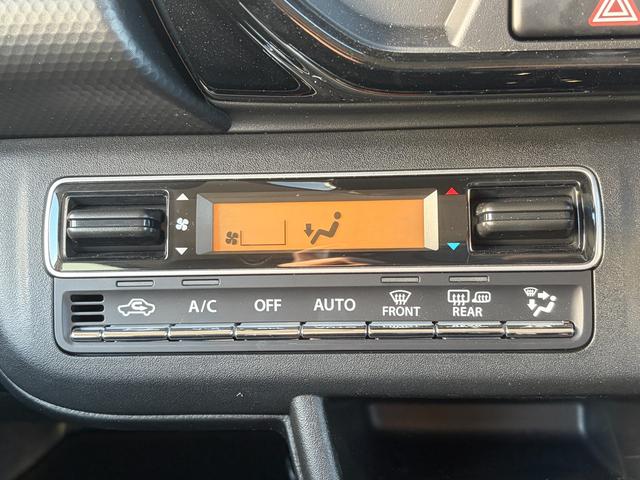 A/C OFF AUTO FRONT REAR